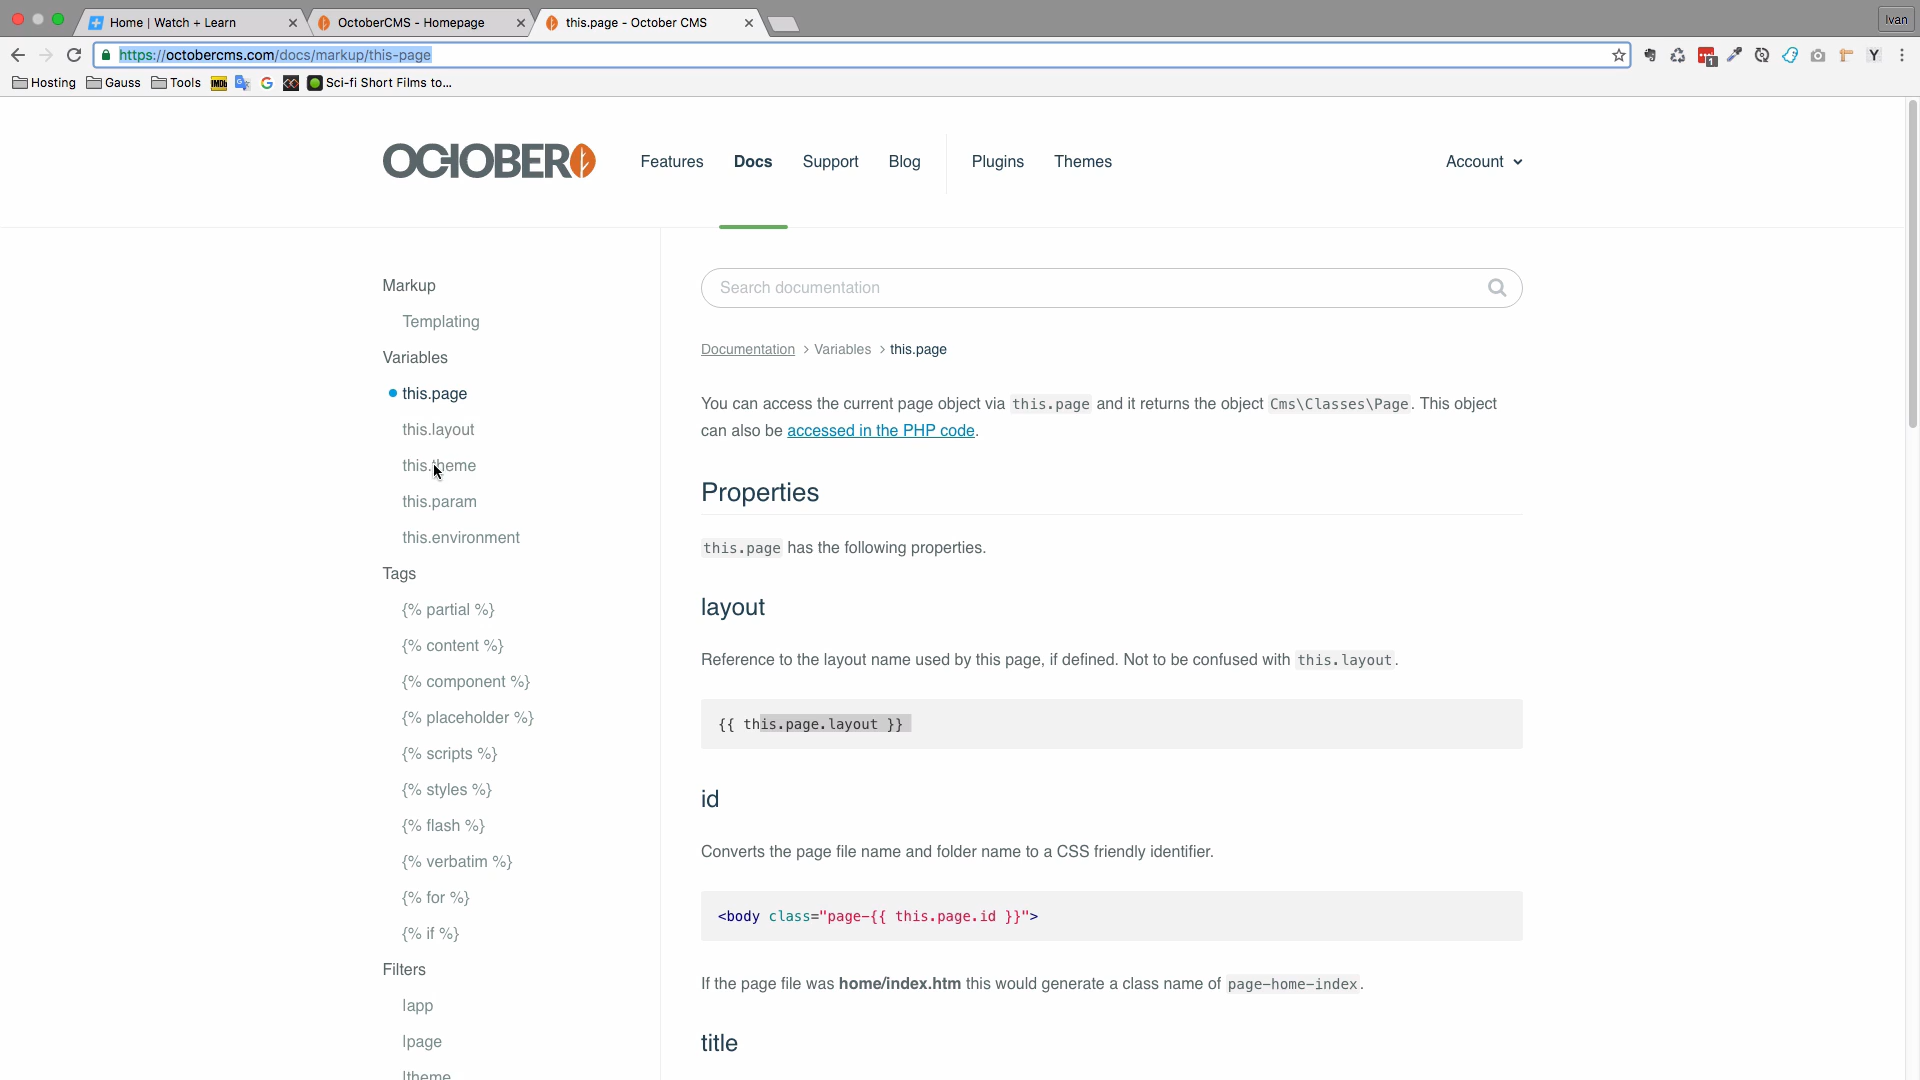 Home | Watch + Learn
OctoberCMS - Homepage
this.page - October CMS
Ivan
https://octobercms.com/docs/markup/this-page
1
Y
Hosting
Gauss
Tools
IMDb
G
Sci-fi Short Films to...
OCTOBER
Features
Docs
Support
Blog
Plugins
Themes
Account
Markup
Templating
Variables
this.page
this.layout
this.theme
this.param
this.environment
Tags
{% partial %}
{% content %}
{% component %}
{% placeholder %}
{% scripts %}
{% styles %}
{% flash %}
{% verbatim %}
{% for %}
{% if %}
Filters
|app
|page
|theme
Search documentation
Documentation > Variables > this.page
You can access the current page object via this.page and it returns the object Cms\Classes\Page. This object
can also be accessed in the PHP code.
Properties
this.page has the following properties.
layout
Reference to the layout name used by this page, if defined. Not to be confused with this.layout.
{{ this.page.layout }}
id
Converts the page file name and folder name to a CSS friendly identifier.
<body class="page-{{ this.page.id }}">
If the page file was home/index.htm this would generate a class name of page-home-index.
title